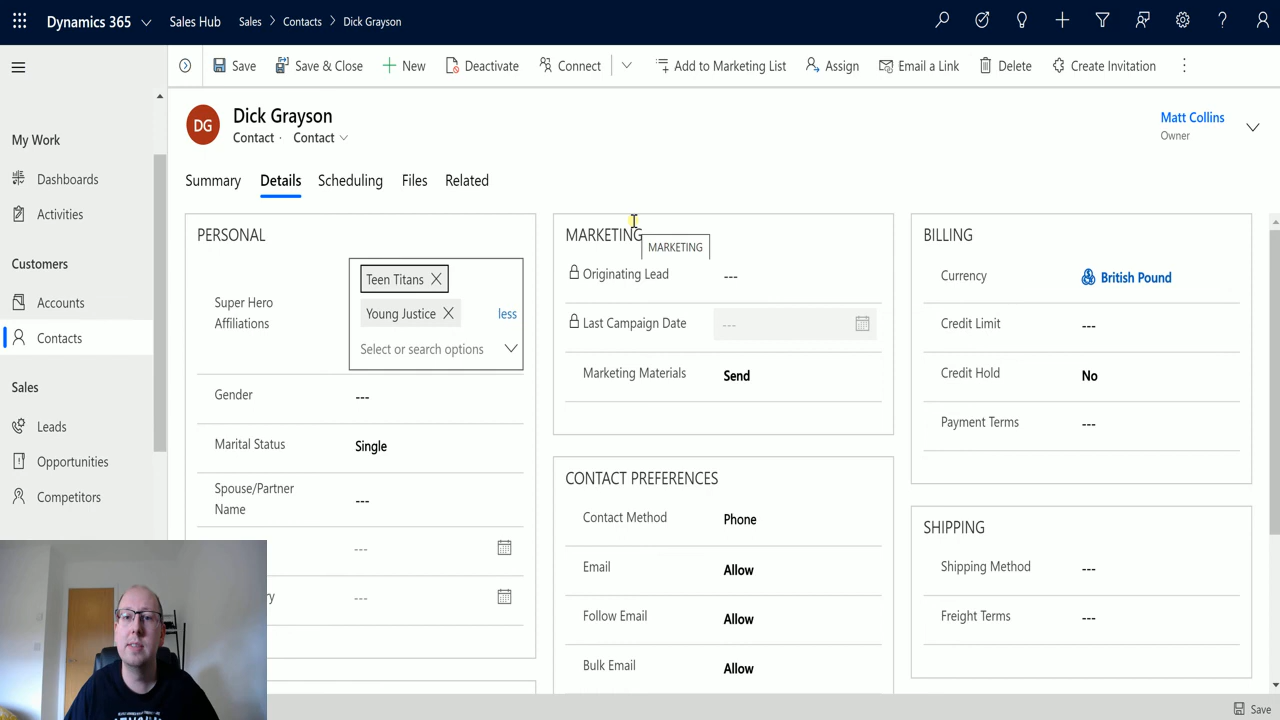 Dynamics 365
Sales Hub
Sales > Contacts > Dick Grayson
Save
Save & Close
New
Deactivate
Connect
Add to Marketing List
Assign
Email a Link
Delete
Create Invitation
My Work
Dashboards
Activities
Customers
Accounts
Contacts
Sales
Leads
Opportunities
Competitors
DG
Dick Grayson
Contact · Contact
Matt Collins
Owner
Summary
Details
Scheduling
Files
Related
PERSONAL
Super Hero
Affiliations
Teen Titans
Young Justice
less
Select or search options
Gender
---
Marital Status
Single
Spouse/Partner
Name
---
---
ry
---
MARKETING
MARKETING
Originating Lead
---
Last Campaign Date
---
Marketing Materials
Send
CONTACT PREFERENCES
Contact Method
Phone
Email
Allow
Follow Email
Allow
Bulk Email
Allow
BILLING
Currency
British Pound
Credit Limit
---
Credit Hold
No
Payment Terms
---
SHIPPING
Shipping Method
---
Freight Terms
---
Save